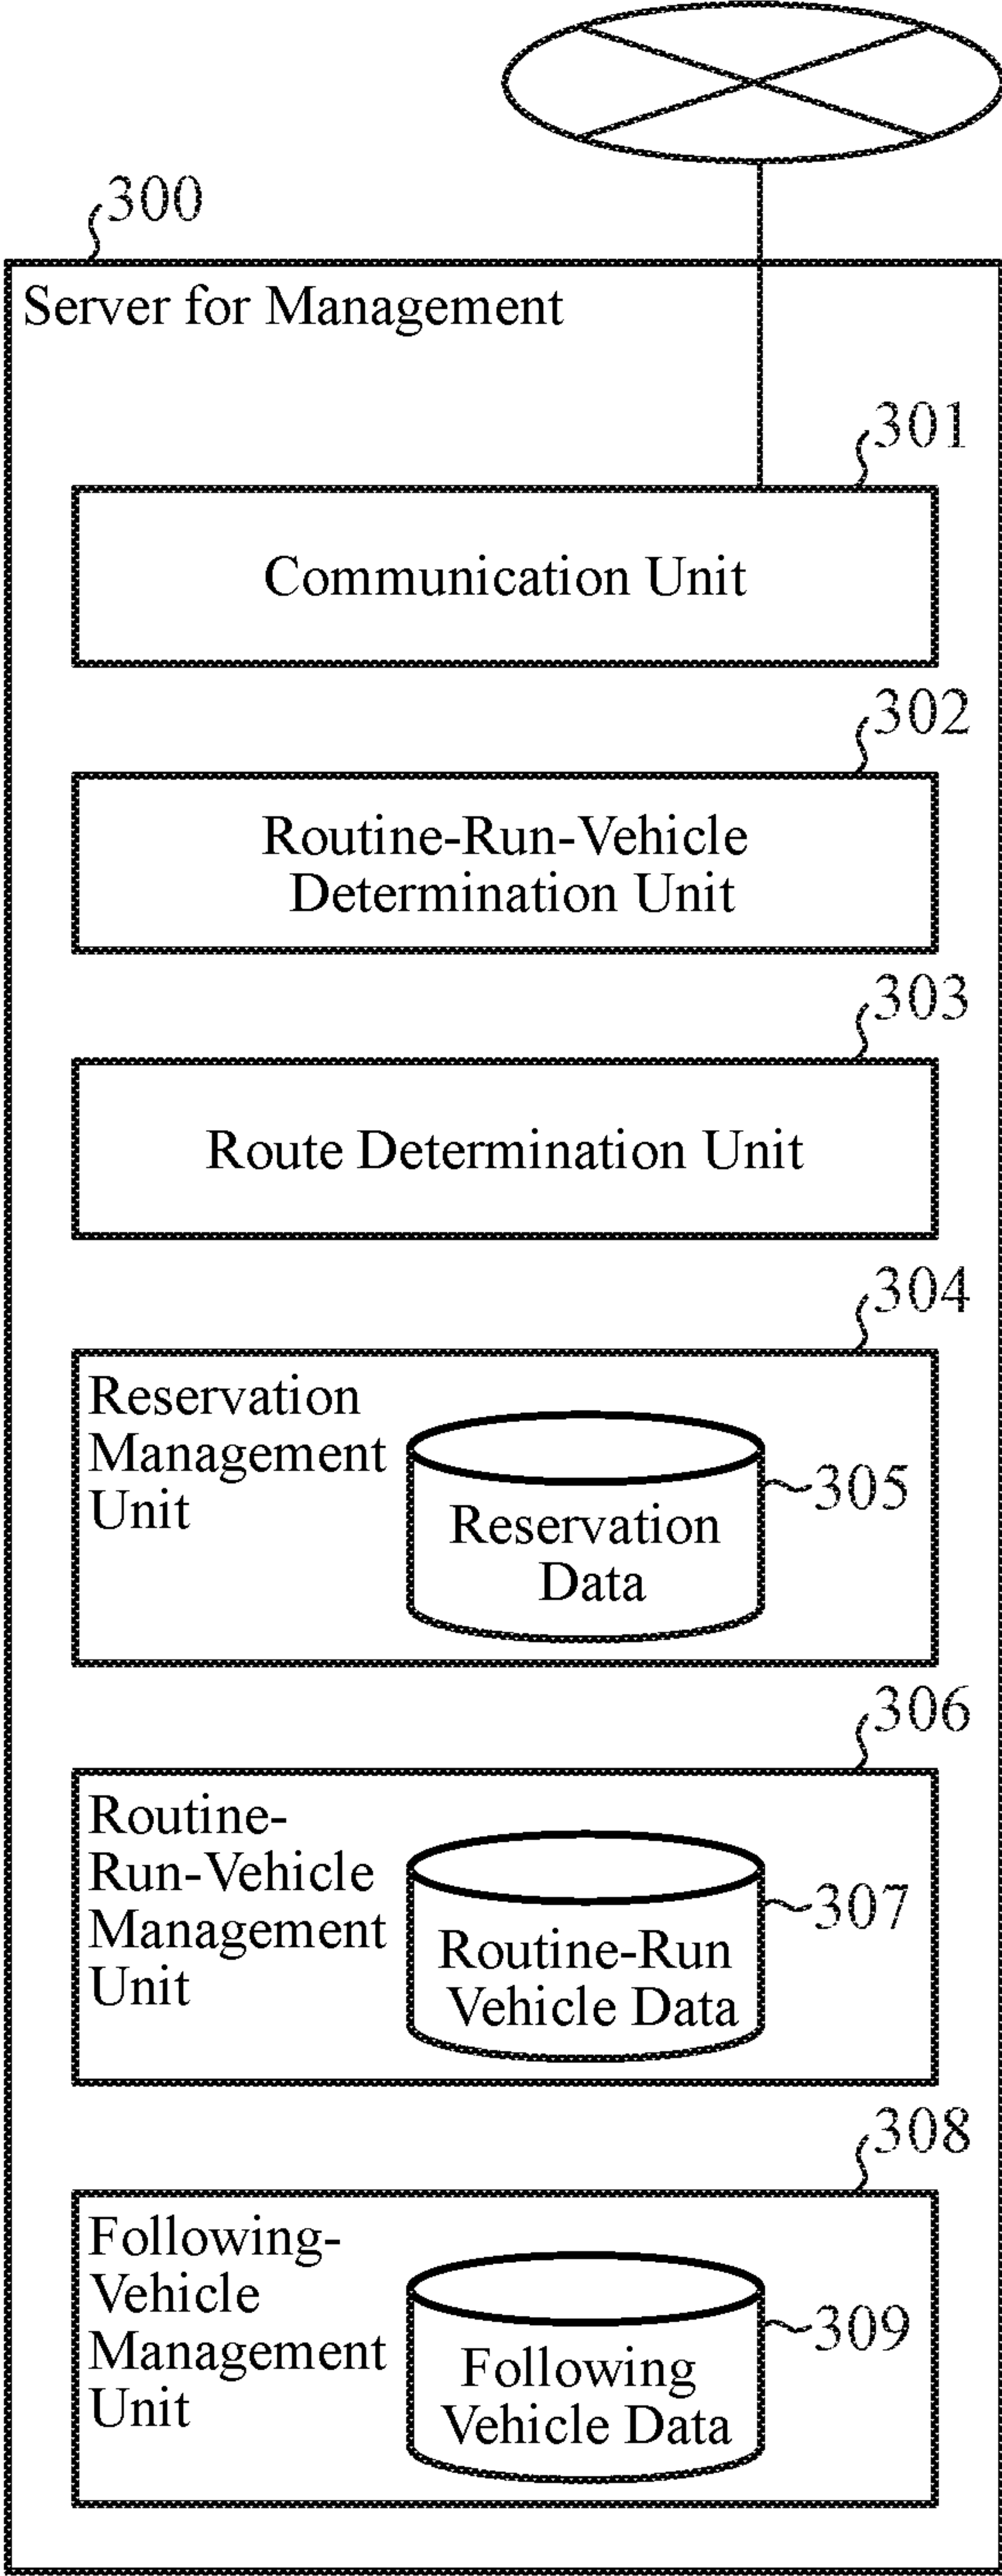 300
Server for Management
301
Communication Unit
302
Routine-Run-Vehicle
Determination Unit
303
Route Determination Unit
304
Reservation
Management
Unit
305
Reservation
Data
306
Routine-
Run-Vehicle
Management
Unit
307
Routine-Run
Vehicle Data
308
Following-
Vehicle
Management
Unit
309
Following
Vehicle Data